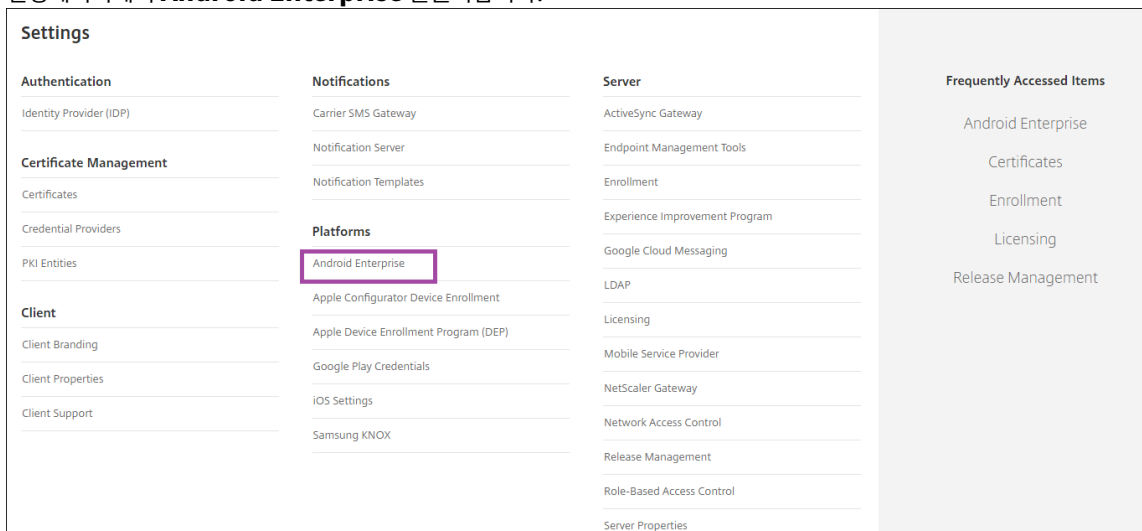 Android Enterprise
Settings
Authentication
Identity Provider (IDP)
Certificate Management
Certificates
Credential Providers
PKI Entities
Client
Client Branding
Client Properties
Client Support
Notifications
Carrier SMS Gateway
Notification Server
Notification Templates
Platforms
Android Enterprise
Apple Configurator Device Enrollment
Apple Device Enrollment Program (DEP)
Google Play Credentials
iOS Settings
Samsung KNOX
Server
ActiveSync Gateway
Endpoint Management Tools
Enrollment
Experience Improvement Program
Google Cloud Messaging
LDAP
Licensing
Mobile Service Provider
NetScaler Gateway
Network Access Control
Release Management
Role-Based Access Control
Server Properties
Frequently Accessed Items
Android Enterprise
Certificates
Enrollment
Licensing
Release Management